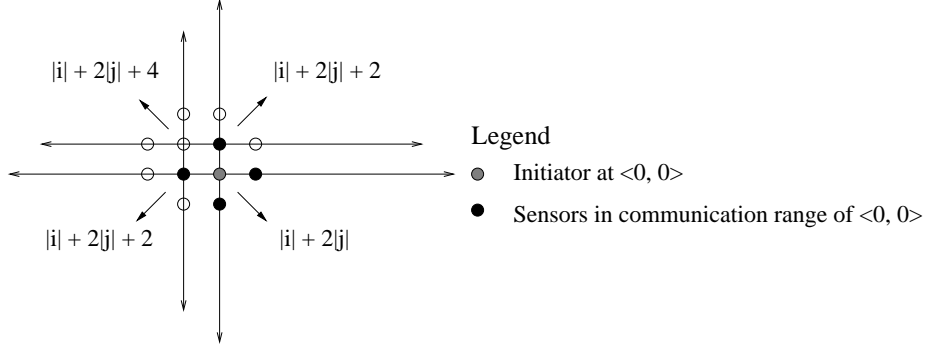 |i| + 2|j| + 4
|i| + 2|j| + 2
|i| + 2|j| + 2
|i| + 2|j|
Legend
Initiator at <0, 0>
Sensors in communication range of <0, 0>